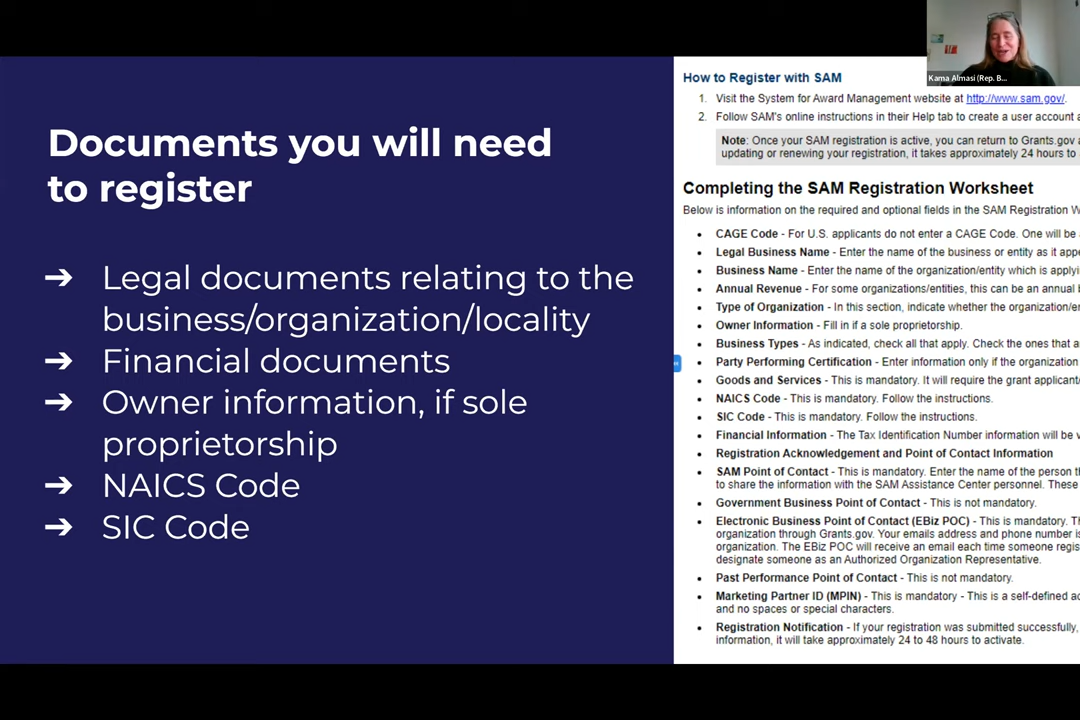 Documents you will need
to register
➔ Legal documents relating to the
business/organization/locality
➔ Financial documents
➔ Owner information, if sole
proprietorship
➔ NAICS Code
➔ SIC Code
Kama Almasi (Rep. B...
How to Register with SAM
1. Visit the System for Award Management website at http://www.sam.gov/.
2. Follow SAM's online instructions in their Help tab to create a user account a
Note: Once your SAM registration is active, you can return to Grants.gov a
updating or renewing your registration, it takes approximately 24 hours to
Completing the SAM Registration Worksheet
Below is information on the required and optional fields in the SAM Registration W
• CAGE Code - For U.S. applicants do not enter a CAGE Code. One will be
• Legal Business Name - Enter the name of the business or entity as it appe
• Business Name - Enter the name of the organization/entity which is applyi
• Annual Revenue - For some organizations/entities, this can be an annual b
• Type of Organization - In this section, indicate whether the organization/e
• Owner Information - Fill in if a sole proprietorship.
• Business Types - As indicated, check all that apply. Check the ones that a
• Party Performing Certification - Enter information only if the organization
• Goods and Services - This is mandatory. It will require the grant applicant/
• NAICS Code - This is mandatory. Follow the instructions.
• SIC Code - This is mandatory. Follow the instructions.
• Financial Information - The Tax Identification Number information will be v
• Registration Acknowledgement and Point of Contact Information
• SAM Point of Contact - This is mandatory. Enter the name of the person th
to share the information with the SAM Assistance Center personnel. These
• Government Business Point of Contact - This is not mandatory.
• Electronic Business Point of Contact (EBiz POC) - This is mandatory. Th
organization through Grants.gov. Your emails address and phone number is
organization. The EBiz POC will receive an email each time someone regis
designate someone as an Authorized Organization Representative.
• Past Performance Point of Contact - This is not mandatory.
• Marketing Partner ID (MPIN) - This is mandatory - This is a self-defined ac
and no spaces or special characters.
• Registration Notification - If your registration was submitted successfully,
information, it will take approximately 24 to 48 hours to activate.